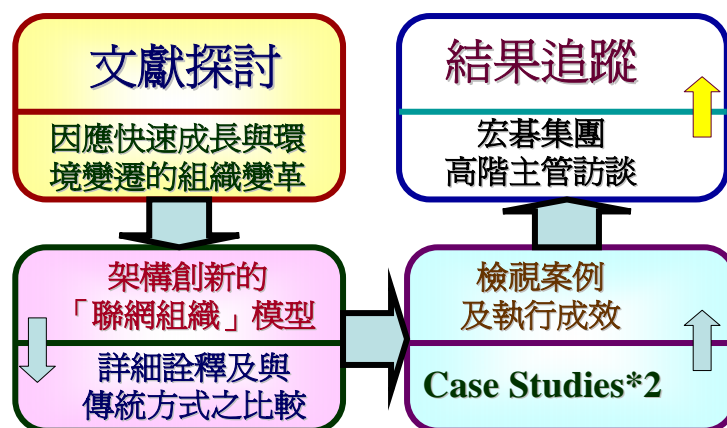 文獻探討
因應快速成長與環
境變遷的組織變革
架構創新的
「聯網組織」模型
詳細詮釋及與
傳統方式之比較
檢視案例
及執行成效
Case Studies*2
結果追蹤
宏碁集團
高階主管訪談